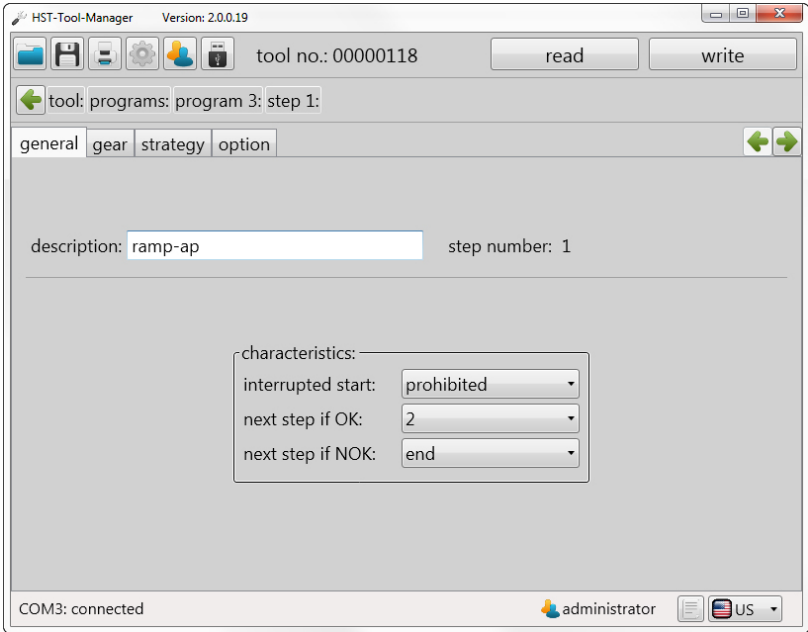 HST-Tool-Manager Version: 2.0.0.19
tool no.: 00000118 read write
tool: programs: program 3: step 1:
general gear strategy option
description: ramp-ap step number: 1
characteristics:
interrupted start: prohibited
next step if OK: 2
next step if NOK: end
COM3: connected administrator US